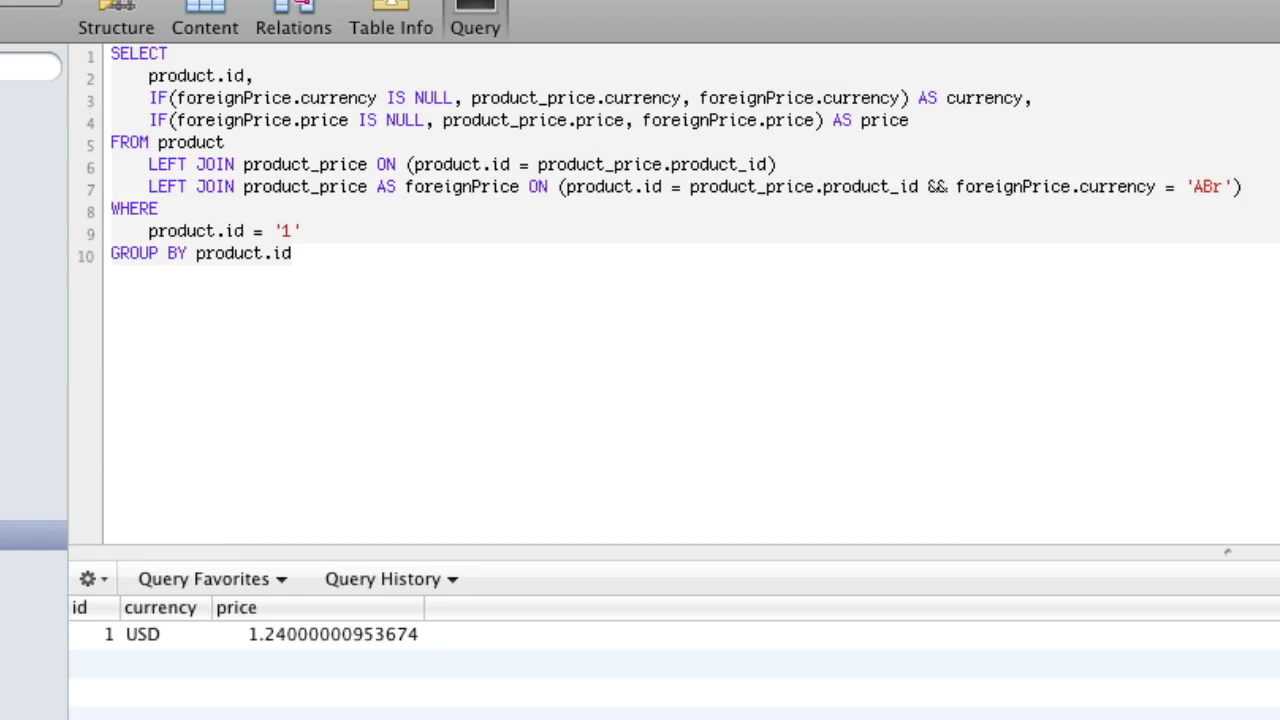 Structure Content Relations Table Info Query
1 SELECT
2 product.id,
3 IF(foreignPrice.currency IS NULL, product_price.currency, foreignPrice.currency) AS currency,
4 IF(foreignPrice.price IS NULL, product_price.price, foreignPrice.price) AS price
5 FROM product
6 LEFT JOIN product_price ON (product.id = product_price.product_id)
7 LEFT JOIN product_price AS foreignPrice ON (product.id = product_price.product_id && foreignPrice.currency = 'ABr')
8 WHERE
9 product.id = '1'
10 GROUP BY product.id
Query Favorites Query History
id currency price
1 USD 1.24000000953674